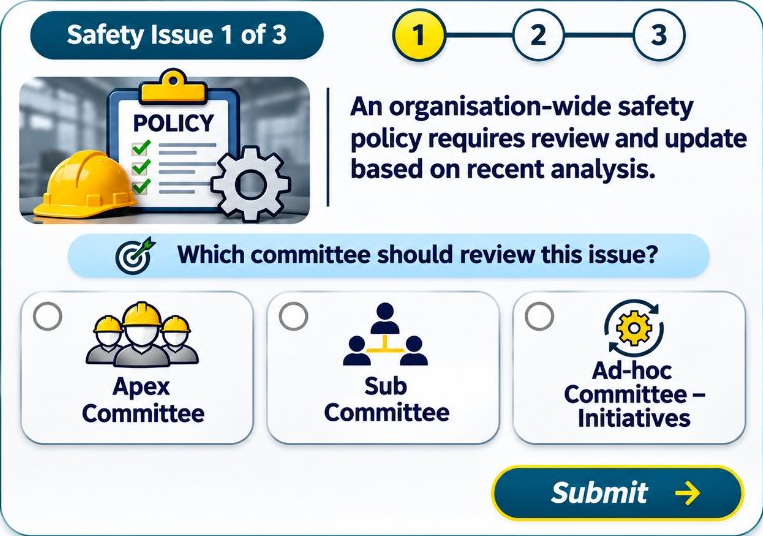 Safety Issue 1 of 3
1
2
3
POLICY
An organisation-wide safety
policy requires review and update
based on recent analysis.
Which committee should review this issue?
Apex
Committee
Sub
Committee
Ad-hoc
Committee –
Initiatives
Submit